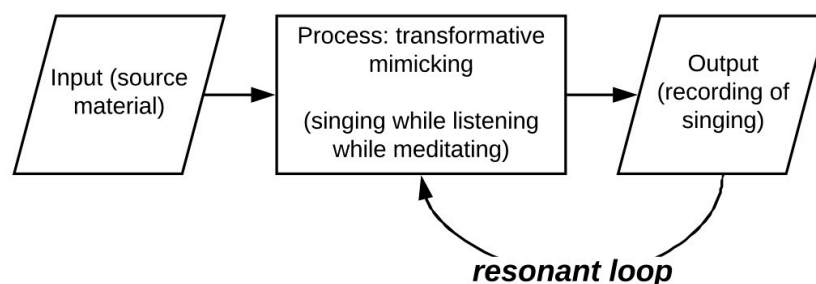 Input (source
material)
Process: transformative
mimicking
(singing while listening
while meditating)
Output
(recording of
singing)
resonant loop